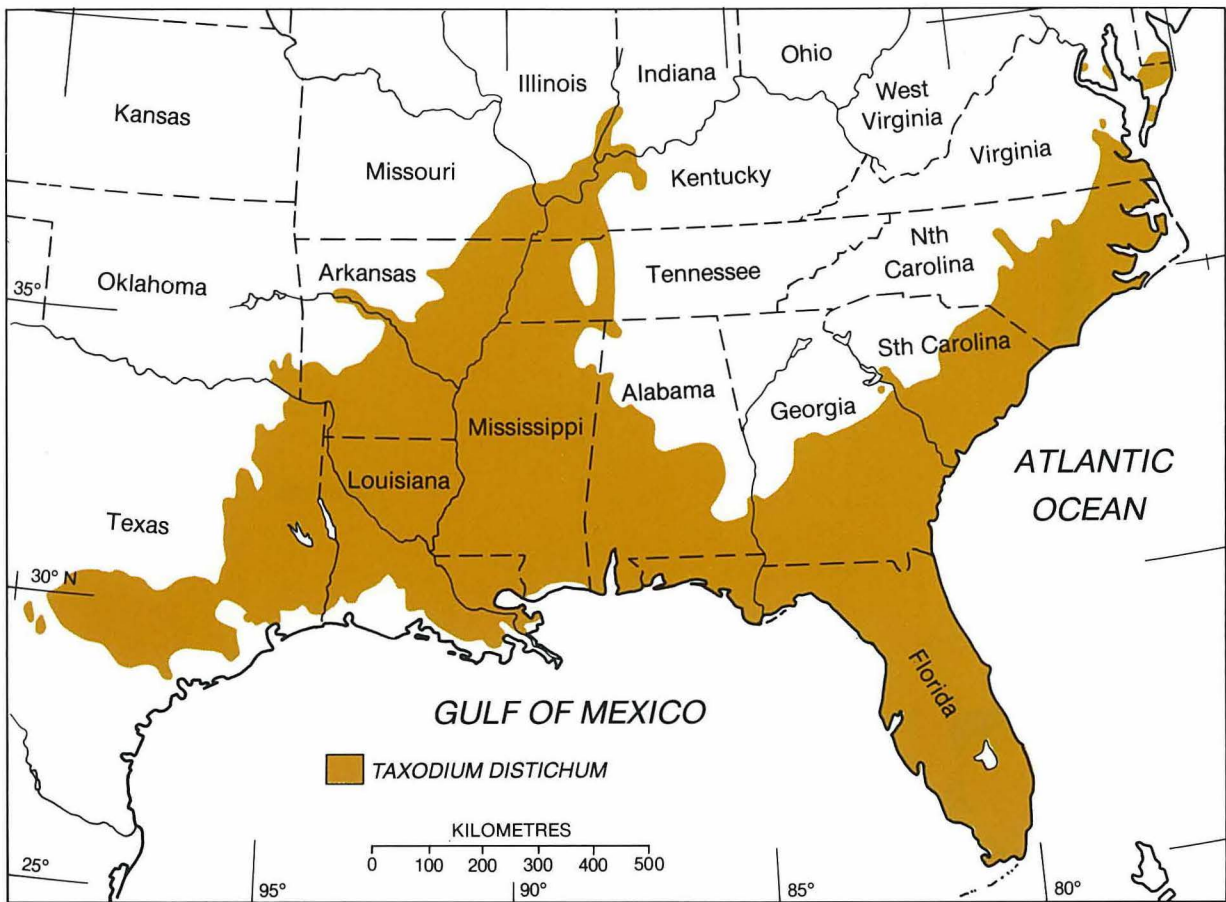 Ohio
Illinois
Indiana
West
Virginia
Kansas
Virginia
Missouri
Kentucky
Nth
Carolina
Arkansas
Tennessee
Oklahoma
35°
Sth Carolina
Alabama
Georgia
Mississippi
ATLANTIC
OCEAN
Louisiana
Texas
30° N
Florida
GULF OF MEXICO
TAXODIUM DISTICHUM
KILOMETRES
0 100 200 300 400 500
25°
95°
90°
85°
80°